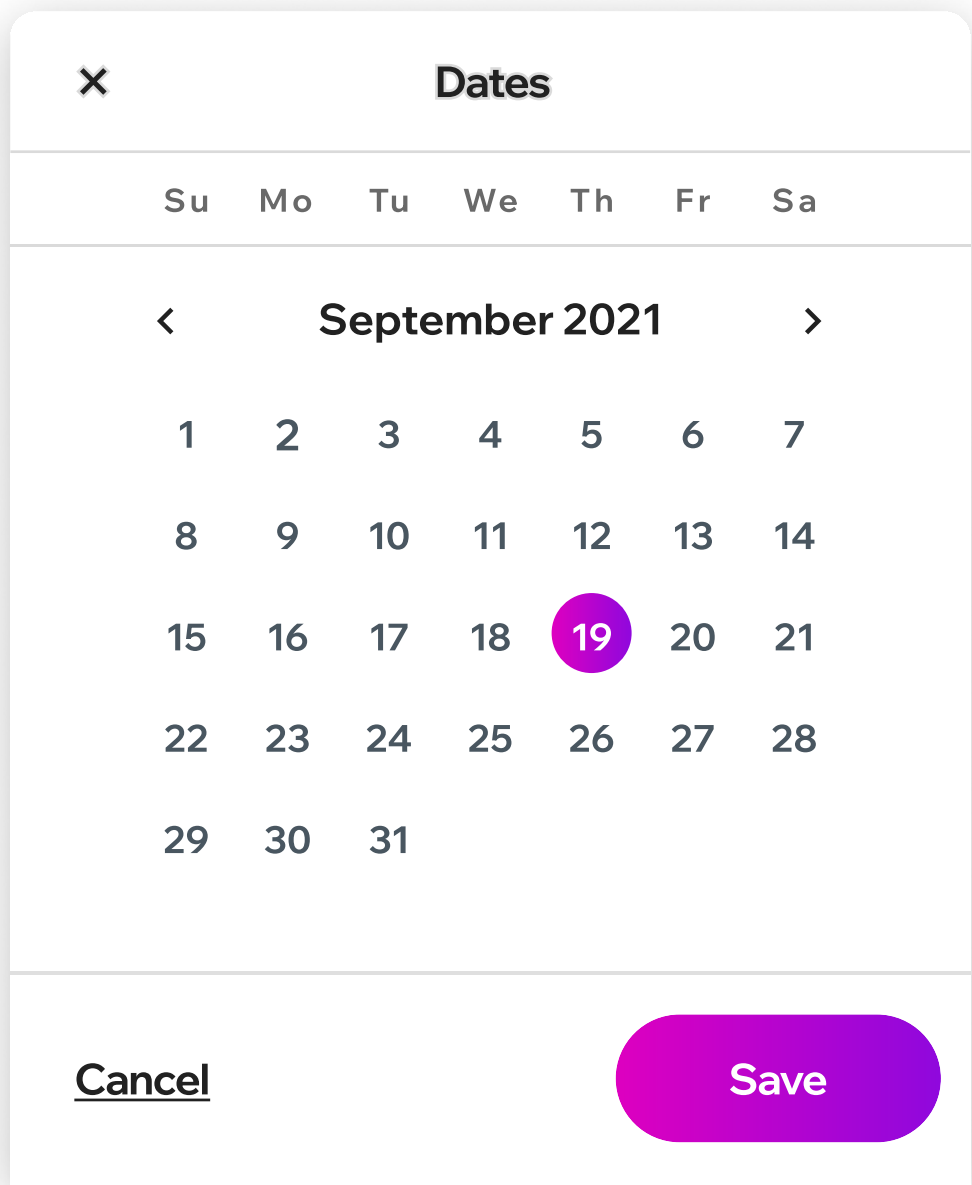 Dates
Su Mo Tu We Th Fr Sa
September 2021
1 2 3 4 5 6 7
8 9 10 11 12 13 14
15 16 17 18 19 20 21
22 23 24 25 26 27 28
29 30 31
Cancel Save